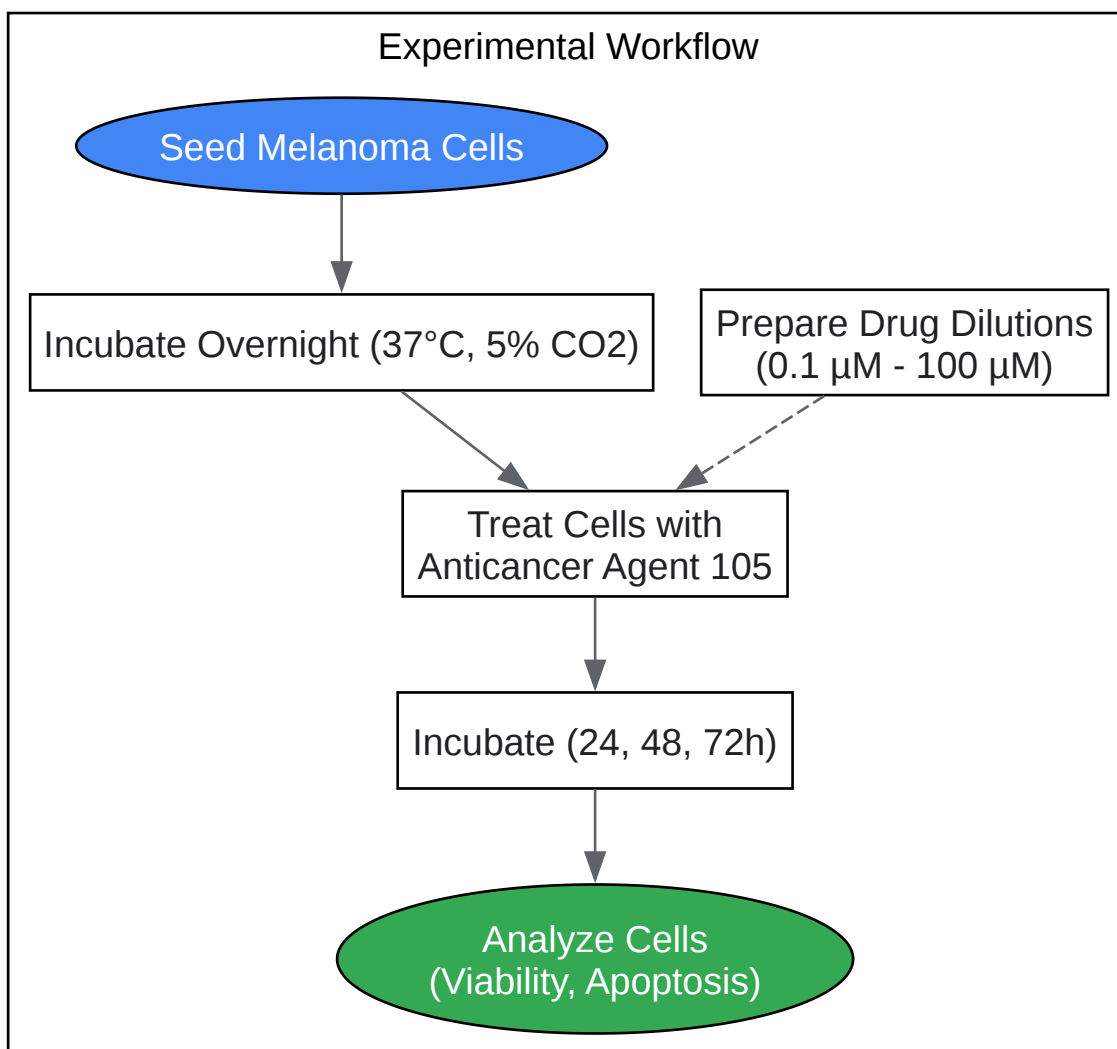 Experimental Workflow
Seed Melanoma Cells
Incubate Overnight (37°C, 5% CO2)
Prepare Drug Dilutions
(0.1 µM - 100 µM)
Treat Cells with
Anticancer Agent 105
Incubate (24, 48, 72h)
Analyze Cells
(Viability, Apoptosis)